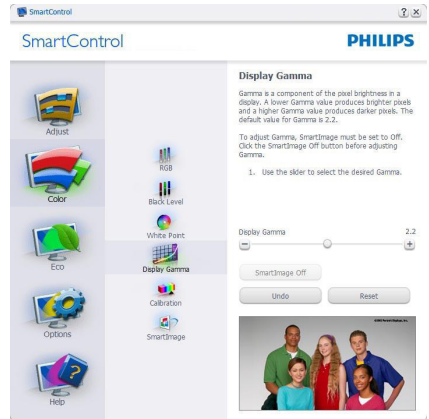 SmartControl
SmartControl
PHILIPS
Adjust
Color
Eco
Options
Help
RGB
Black Level
White Point
Display Gamma
Calibration
SmartImage
Display Gamma
Gamma is a component of the pixel brightness in a
display. A lower Gamma value produces brighter pixels
and a higher Gamma value produces darker pixels. The
default value for Gamma is 2.2.
To adjust Gamma, SmartImage must be set to Off.
Click the SmartImage Off button before adjusting
Gamma.
1. Use the slider to select the desired Gamma.
Display Gamma 2.2
SmartImage Off
Undo Reset